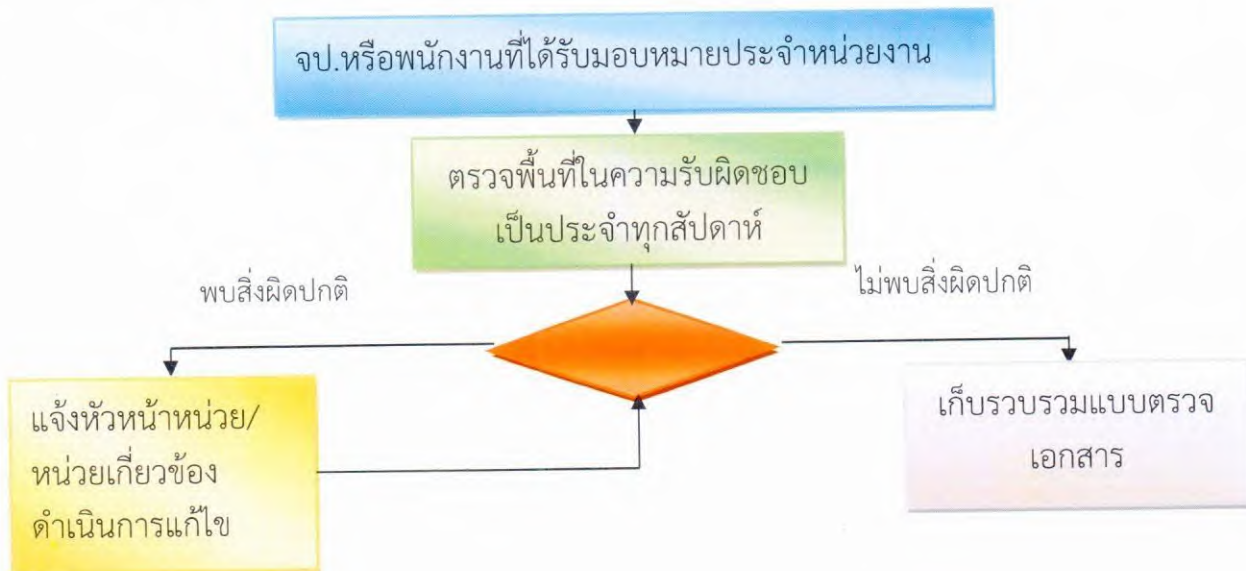 จป.หรือพนักงานที่ได้รับมอบหมายประจำหน่วยงาน
ตรวจพื้นที่ในความรับผิดชอบ
เป็นประจำทุกสัปดาห์
พบสิ่งผิดปกติ
ไม่พบสิ่งผิดปกติ
แจ้งหัวหน้าหน่วย/
หน่วยเกี่ยวข้อง
ดำเนินการแก้ไข
เก็บรวบรวมแบบตรวจ
เอกสาร